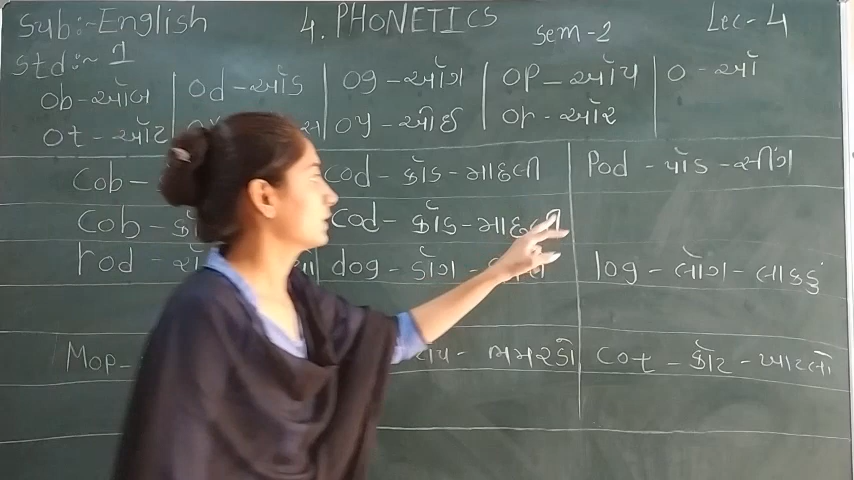 Sub:-English 4. PHONETICS Sem-2 Lec-4
Std:- 1
Ob-ઑબ Od-ઑડ Og-ઑગ OP-ઑપ O-ઑ
Ot-ઑટ Oy-ઑઈ Or-ઑર
Cob- Cod-કૉડ-માછલી Pod-પૉડ-સીંગ
Cob- Cod-કૉડ-માછલી
rod- dog-ડૉગ- log-લૉગ-લાકડું
Mop- ભમરડો Cot-કૉટ-ખાટલો